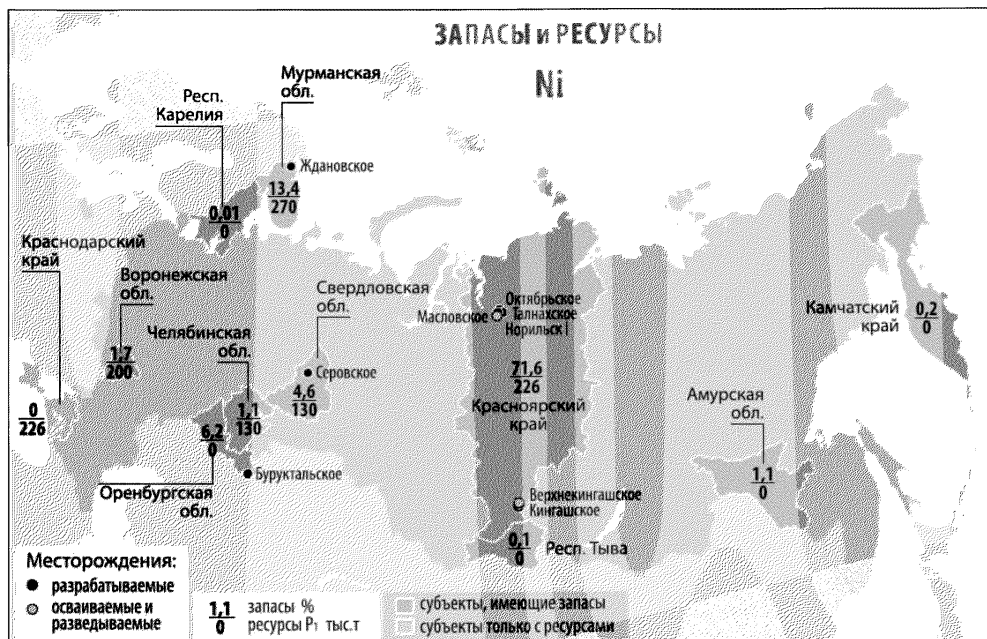 ЗАПАСЫ и РЕСУРСЫ
Ni
Мурманская
обл.
Респ.
Карелия
Ждановское
13,4
270
0,01
0
Краснодарский
край
Воронежская
обл.
Свердловская
обл.
Челябинская
обл.
Масловское
Октябрьское
Талнахское
Норильск I
Камчатский
край
0,2
0
1,7
200
Серовское
4,6
130
71,6
226
Красноярский
край
Амурская
обл.
0
226
1,1
130
6,2
0
Буруктальское
Оренбургская
обл.
1,1
0
Верхнекингашское
Кингашское
0,1
0
Респ. Тыва
Месторождения:
разрабатываемые
осваиваемые и
разведываемые
1,1 запасы %
0 ресурсы P1 тыс.т
субъекты, имеющие запасы
субъекты только с ресурсами